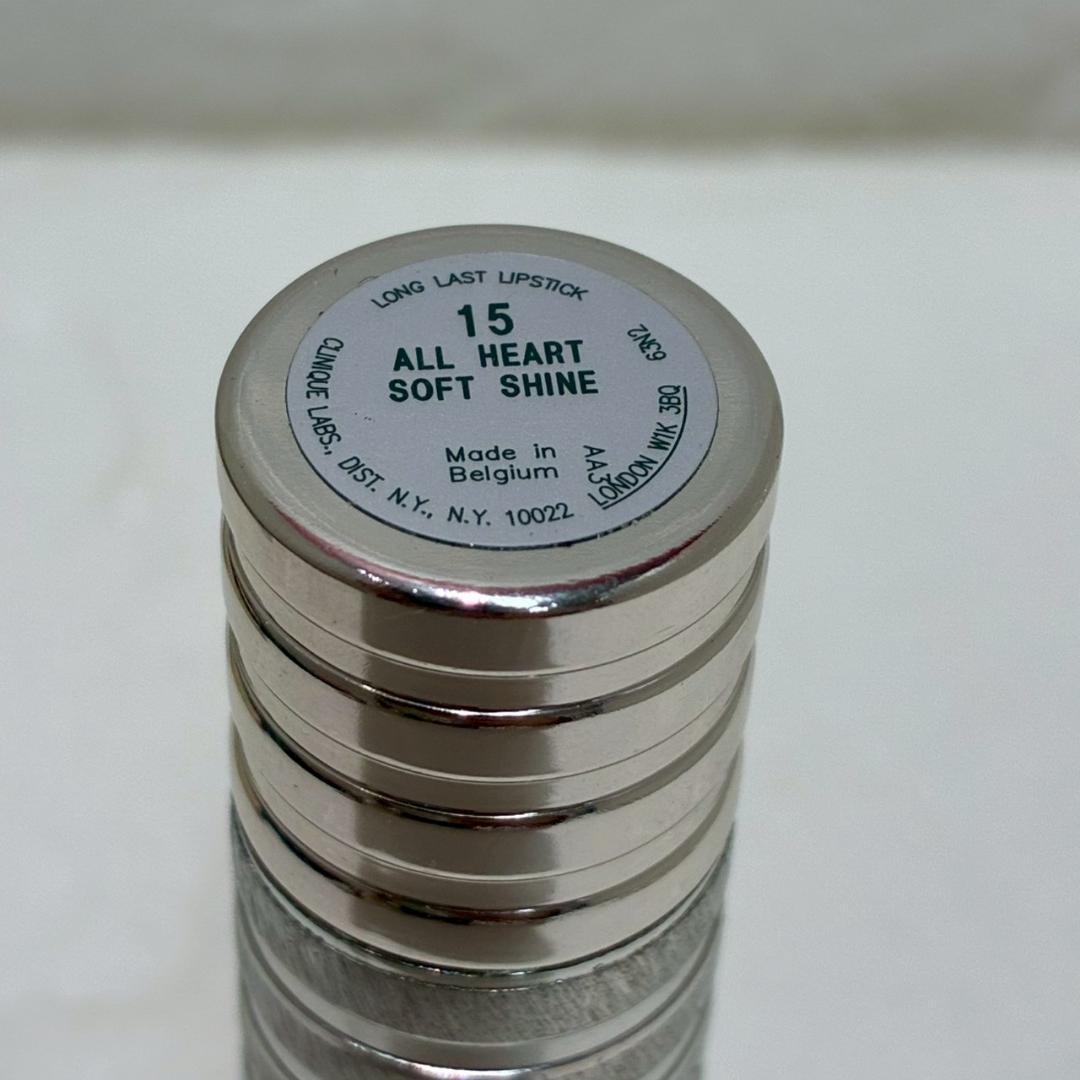 LONG LAST LIPSTICK
15
ALL HEART
SOFT SHINE
Made in
Belgium
CLINIQUE LABS., DIST. N.Y., N.Y. 10022
LONDON W1K 3BQ
63N2
AA3